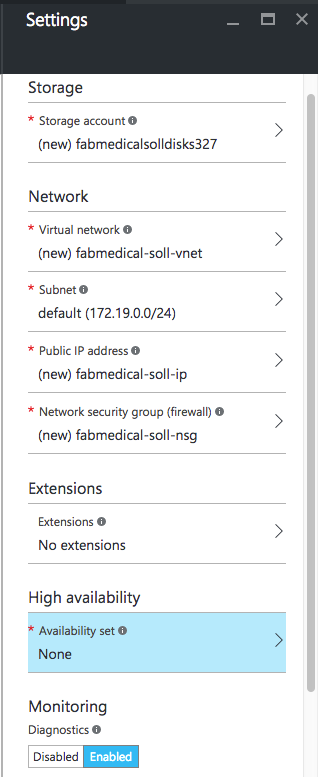 Settings
Storage
* Storage account
(new) fabmedicalsolldisks327
Network
* Virtual network
(new) fabmedical-soll-vnet
* Subnet
default (172.19.0.0/24)
* Public IP address
(new) fabmedical-soll-ip
* Network security group (firewall)
(new) fabmedical-soll-nsg
Extensions
Extensions
No extensions
High availability
* Availability set
None
Monitoring
Diagnostics
Disabled Enabled